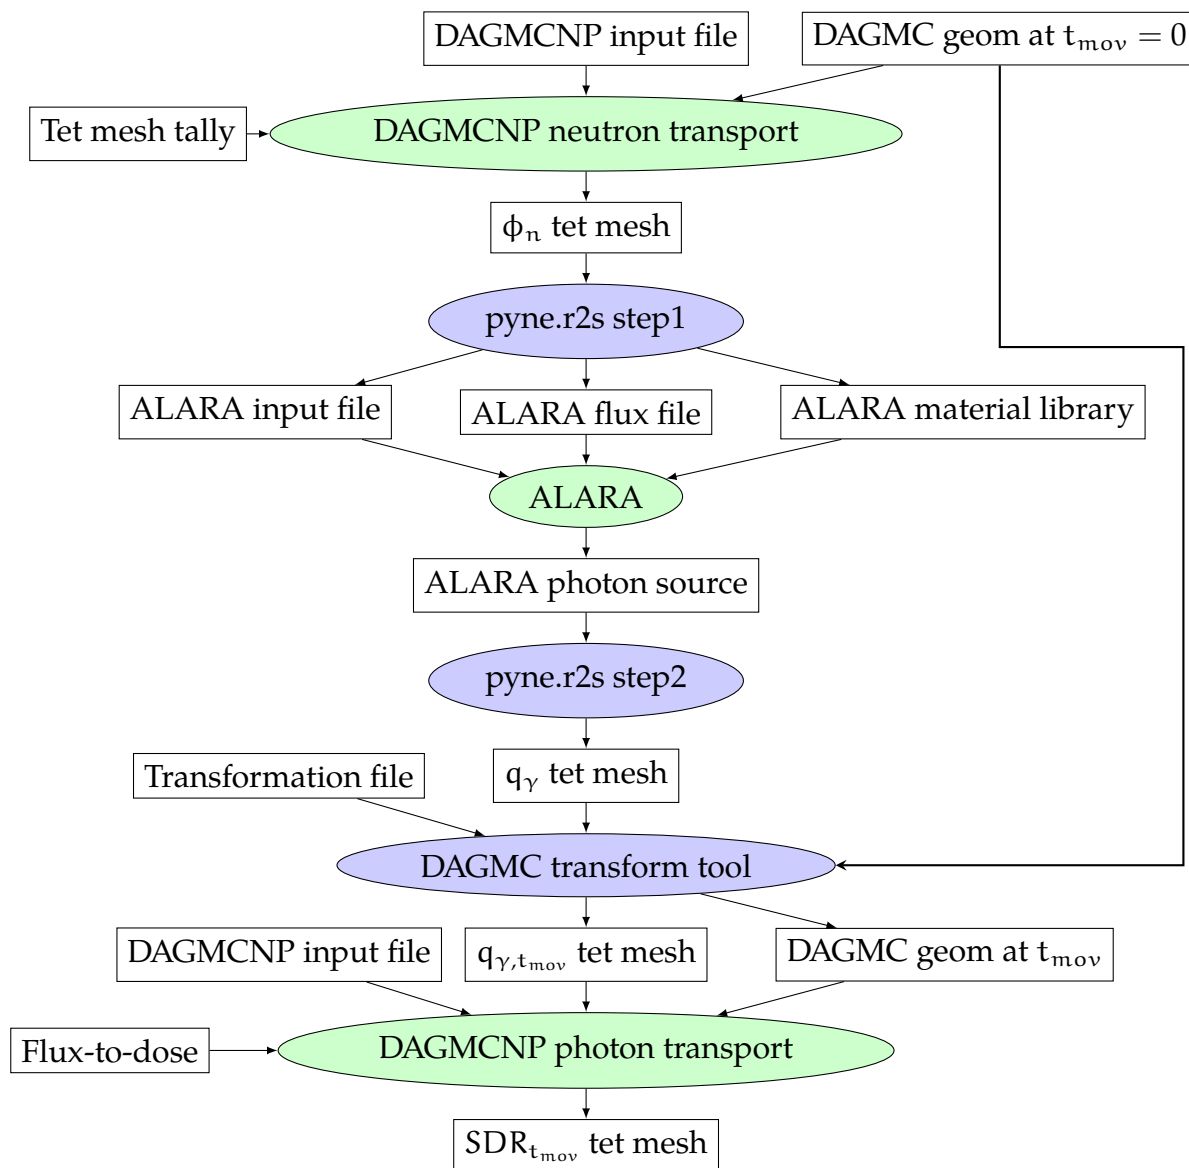 DAGMCNP input file
DAGMC geom at t_mov = 0
Tet mesh tally
DAGMCNP neutron transport
ϕ_n tet mesh
pyne.r2s step1
ALARA input file
ALARA flux file
ALARA material library
ALARA
ALARA photon source
pyne.r2s step2
Transformation file
q_γ tet mesh
DAGMC transform tool
DAGMCNP input file
q_γ,t_mov tet mesh
DAGMC geom at t_mov
Flux-to-dose
DAGMCNP photon transport
SDR_t_mov tet mesh